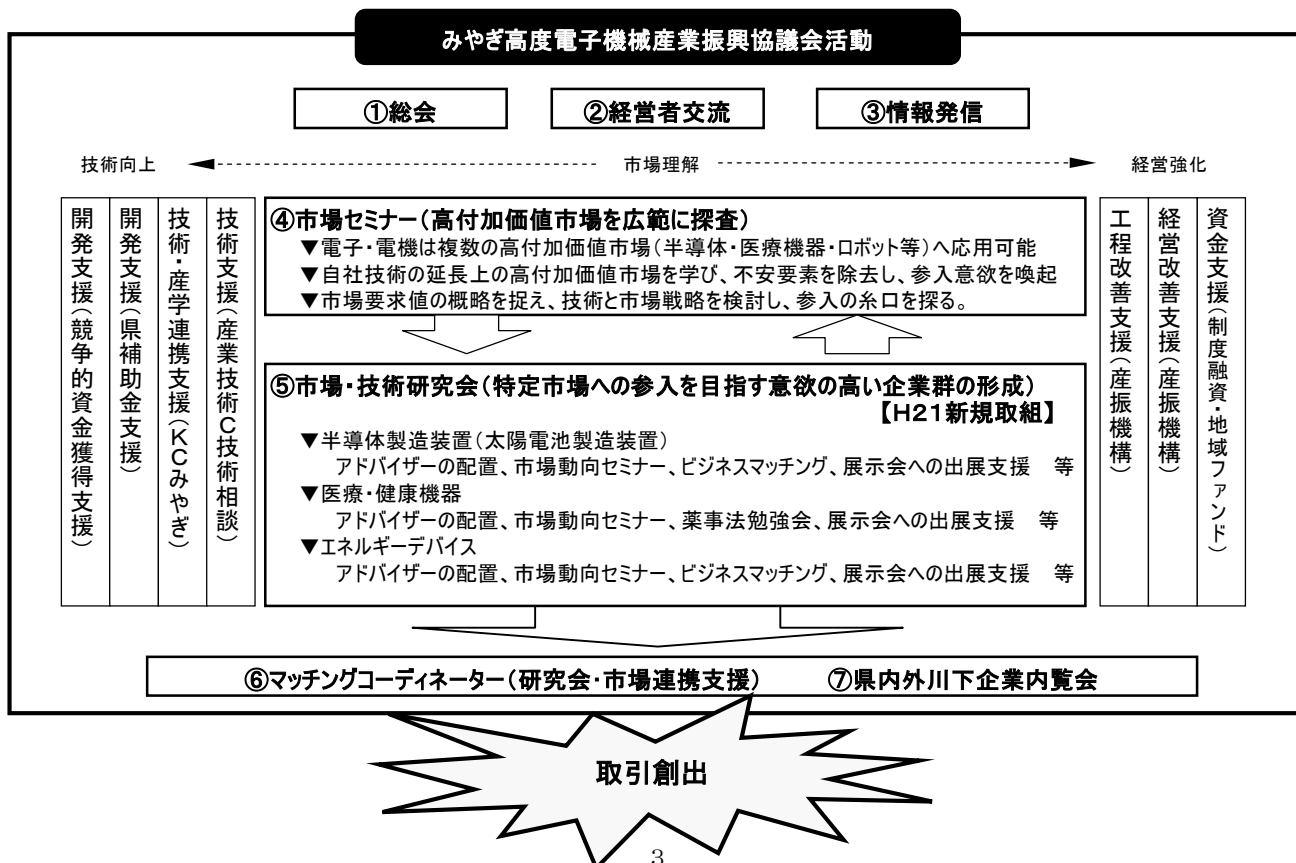 みやぎ高度電子機械産業振興協議会活動
①総会
②経営者交流
③情報発信
技術向上
市場理解
経営強化
開発支援（競争的資金獲得支援）
開発支援（県補助金支援）
技術・産学連携支援（KCみやぎ）
技術支援（産業技術C技術相談）
④市場セミナー（高付加価値市場を広範に探査）
▼電子・電機は複数の高付加価値市場（半導体・医療機器・ロボット等）へ応用可能
▼自社技術の延長上の高付加価値市場を学び、不安要素を除去し、参入意欲を喚起
▼市場要求値の概略を捉え、技術と市場戦略を検討し、参入の糸口を探る。
⑤市場・技術研究会（特定市場への参入を目指す意欲の高い企業群の形成）
【H21新規取組】
▼半導体製造装置（太陽電池製造装置）
アドバイザーの配置、市場動向セミナー、ビジネスマッチング、展示会への出展支援　等
▼医療・健康機器
アドバイザーの配置、市場動向セミナー、薬事法勉強会、展示会への出展支援　等
▼エネルギーデバイス
アドバイザーの配置、市場動向セミナー、ビジネスマッチング、展示会への出展支援　等
工程改善支援（産振機構）
経営改善支援（産振機構）
資金支援（制度融資・地域ファンド）
⑥マッチングコーディネーター（研究会・市場連携支援）
⑦県内外川下企業内覧会
取引創出
3